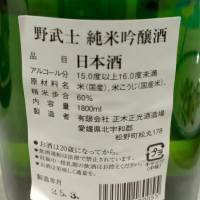 野武士 純米吟醸酒
品目 日本酒
アルコール分 15.0度以上16.0度未満
原材料名 米(国産)、米こうじ(国産米)、
精米歩合 60%
内容量 1800ml
製造者 有限会社 正木正光酒造場
愛媛県北宇和郡
松野町松丸178
お酒は20歳になってから。
製造年月
25.3.